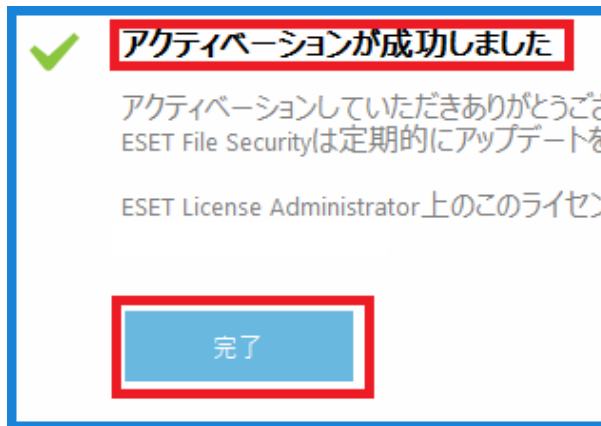 アクティベーションが成功しました
アクティベーションしていただきありがとうござ
ESET File Securityは定期的にアップデートを
ESET License Administrator上のこのライセン
完了